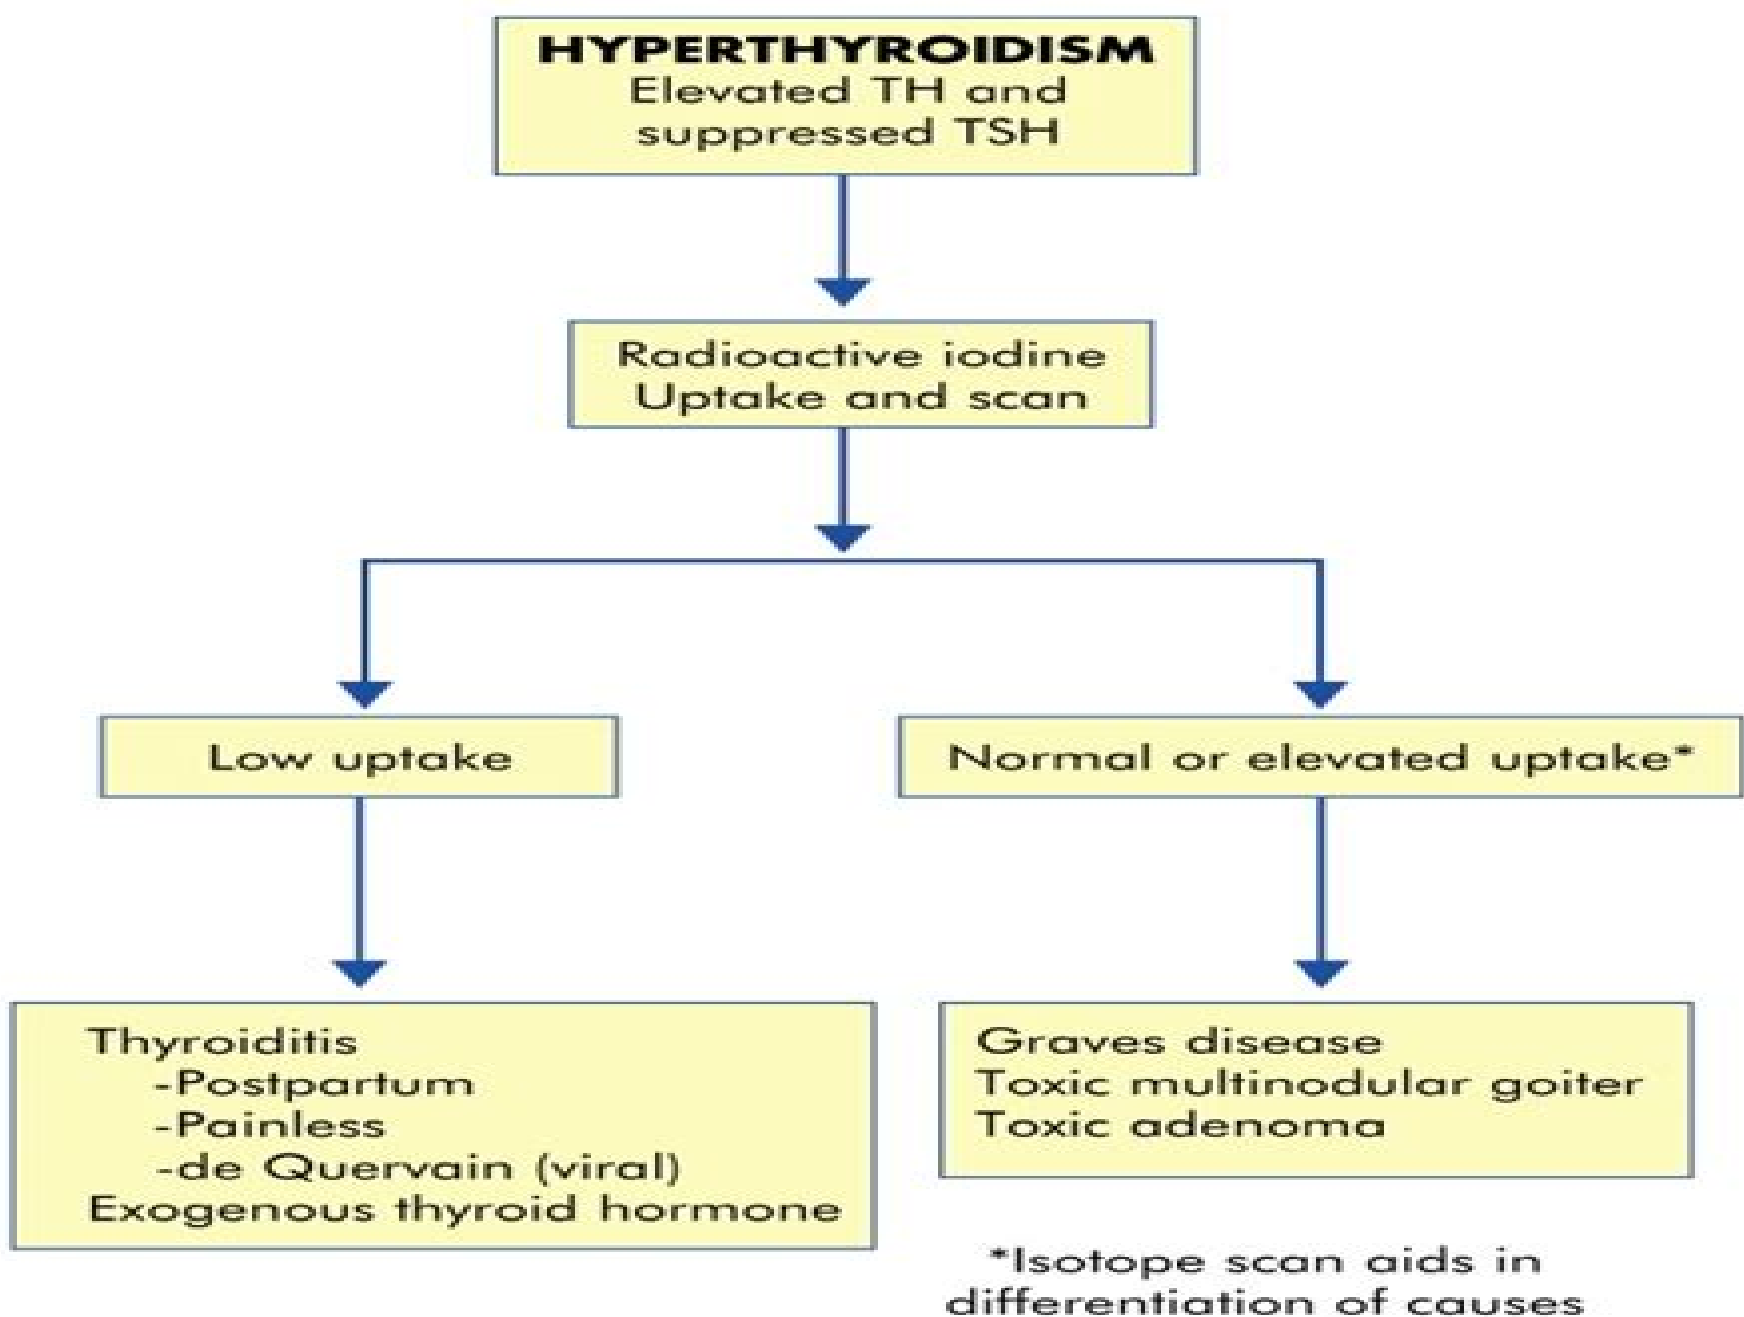 HYPERTHYROIDISM
Elevated TH and
suppressed TSH
Radioactive iodine
Uptake and scan
Low uptake
Normal or elevated uptake*
Thyroiditis
-Postpartum
-Painless
-de Quervain (viral)
Exogenous thyroid hormone
Graves disease
Toxic multinodular goiter
Toxic adenoma
*Isotope scan aids in
differentiation of causes